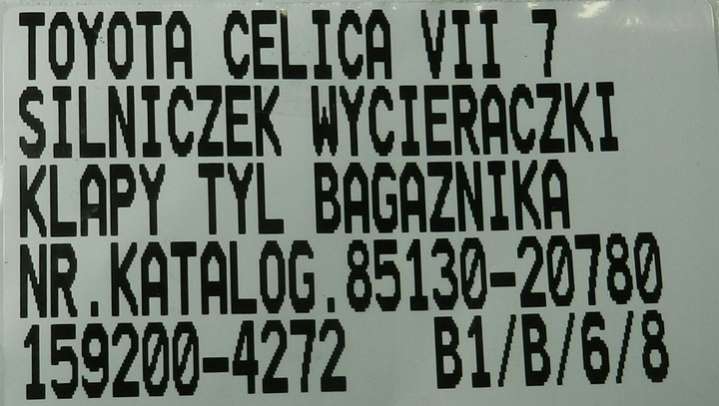 TOYOTA CELICA VII 7
SILNICZEK WYCIERACZKI
KLAPY TYL BAGAZNIKA
NR.KATALOG.85130-20780
159200-4272 B1/B/6/8